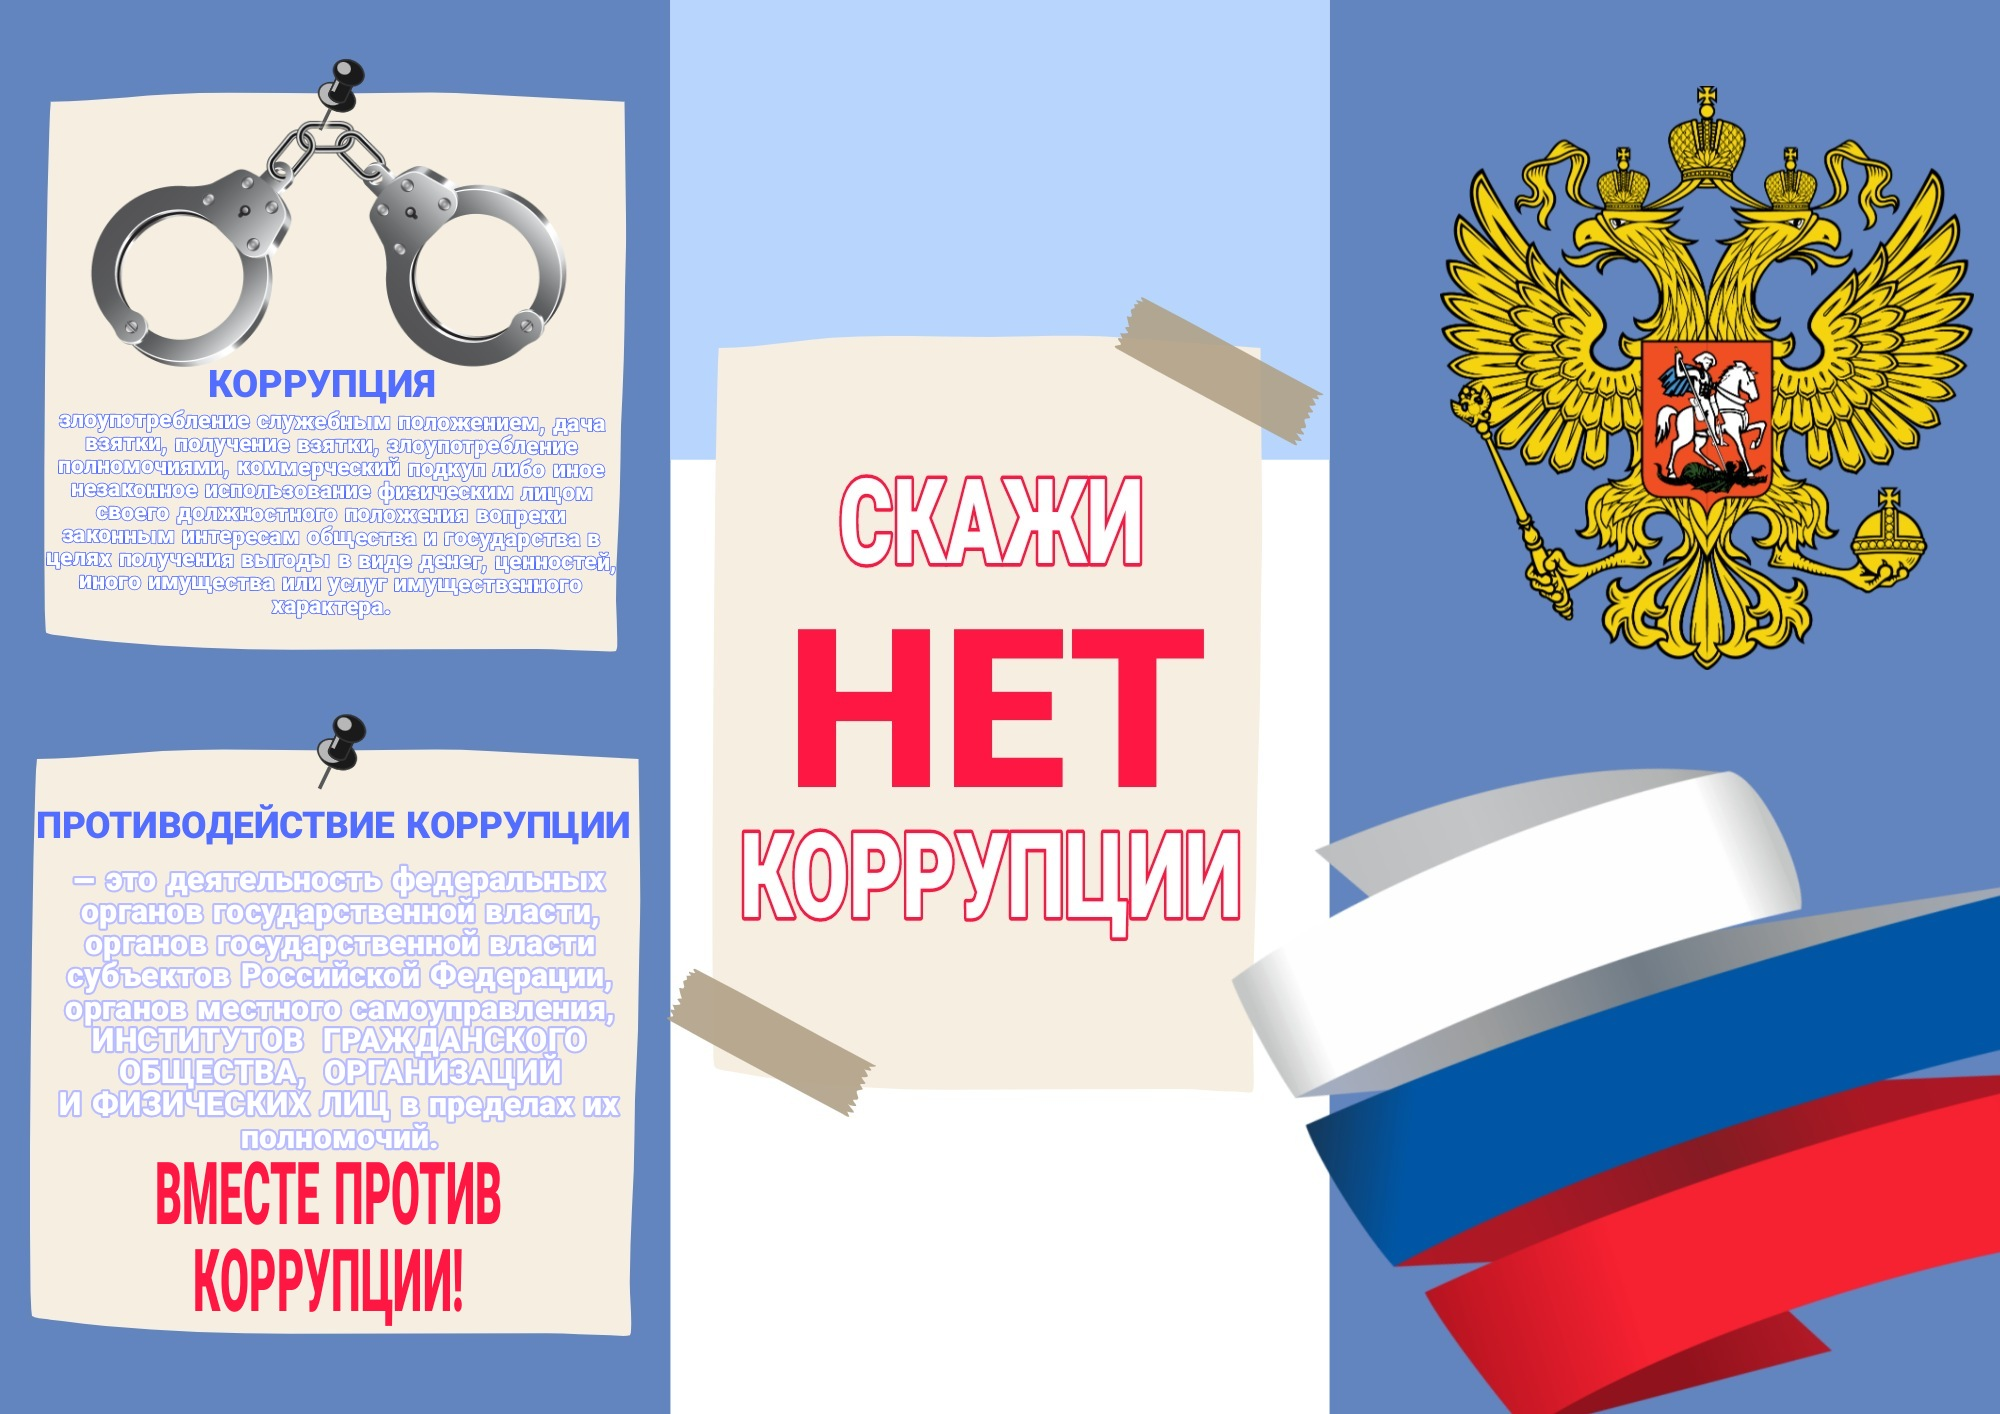 КОРРУПЦИЯ
злоупотребление служебным положением, дача
взятки, получение взятки, злоупотребление
полномочиями, коммерческий подкуп либо иное
незаконное использование физическим лицом
своего должностного положения вопреки
законным интересам общества и государства в
целях получения выгоды в виде денег, ценностей,
иного имущества или услуг имущественного
характера.
ПРОТИВОДЕЙСТВИЕ КОРРУПЦИИ
– это деятельность федеральных
органов государственной власти,
органов государственной власти
субъектов Российской Федерации,
органов местного самоуправления,
ИНСТИТУТОВ ГРАЖДАНСКОГО
ОБЩЕСТВА, ОРГАНИЗАЦИЙ
И ФИЗИЧЕСКИХ ЛИЦ в пределах их
полномочий.
ВМЕСТЕ ПРОТИВ
КОРРУПЦИИ!
СКАЖИ
НЕТ
КОРРУПЦИИ